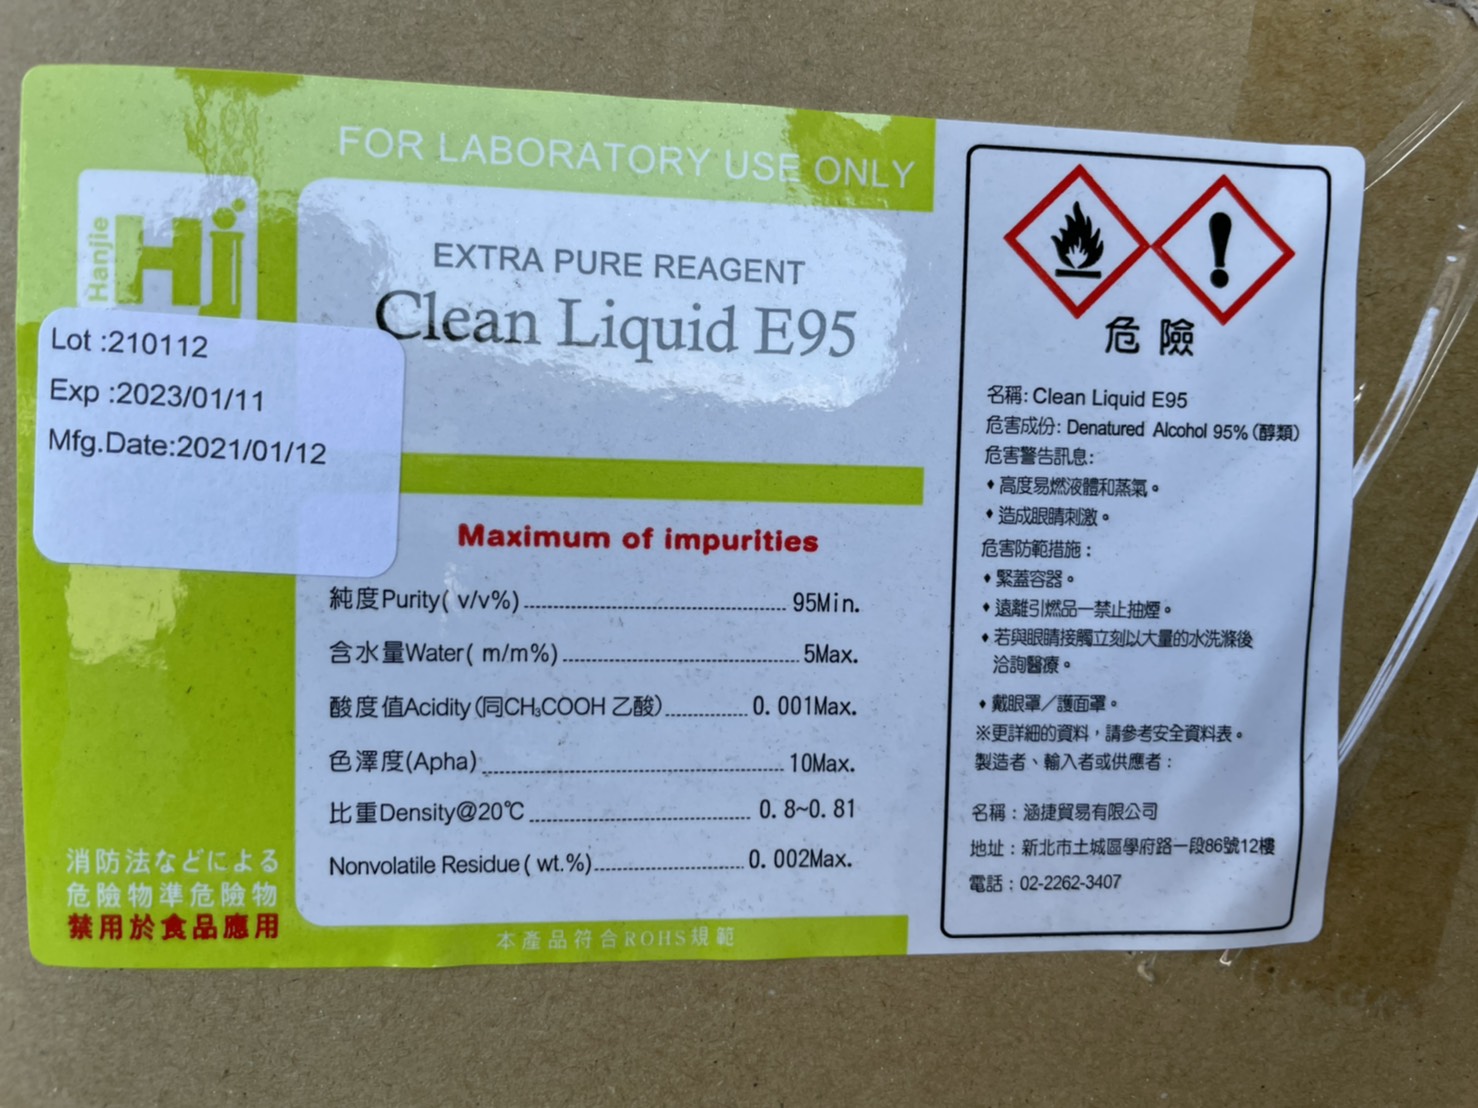 FOR LABORATORY USE ONLY
Hanjie
Hj
EXTRA PURE REAGENT
Clean Liquid E95
Lot :210112
Exp :2023/01/11
Mfg.Date:2021/01/12
Maximum of impurities
純度Purity( v/v%)........................................ 95Min.
含水量Water( m/m%)........................................ 5Max.
酸度值Acidity(同CH₃COOH 乙酸)............... 0.001Max.
色澤度(Apha)........................................ 10Max.
比重Density@20℃........................................ 0.8~0.81
Nonvolatile Residue ( wt.%)........................... 0.002Max.
消防法などによる
危險物準危險物
禁用於食品應用
本產品符合ROHS規範
危險
名稱: Clean Liquid E95
危害成份: Denatured Alcohol 95%(醇類)
危害警告訊息:
♦高度易燃液體和蒸氣。
♦造成眼睛刺激。
危害防範措施:
♦緊蓋容器。
♦遠離引燃品一禁止抽煙。
♦若與眼睛接觸立刻以大量的水洗滌後
洽詢醫療。
♦戴眼罩/護面罩。
※更詳細的資料,請參考安全資料表。
製造者、輸入者或供應者:
名稱:涵捷貿易有限公司
地址:新北市土城區學府路一段86號12樓
電話:02-2262-3407